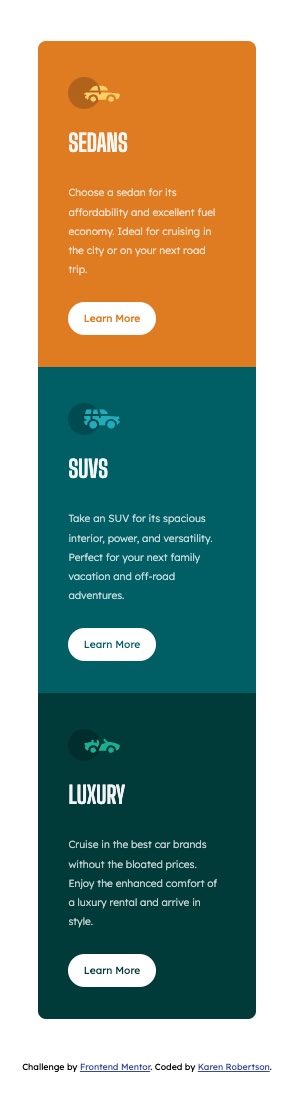 SEDANS
Choose a sedan for its
affordability and excellent fuel
economy. Ideal for cruising in
the city or on your next road
trip.
Learn More
SUVS
Take an SUV for its spacious
interior, power, and versatility.
Perfect for your next family
vacation and off-road
adventures.
Learn More
LUXURY
Cruise in the best car brands
without the bloated prices.
Enjoy the enhanced comfort of
a luxury rental and arrive in
style.
Learn More
Challenge by Frontend Mentor. Coded by Karen Robertson.